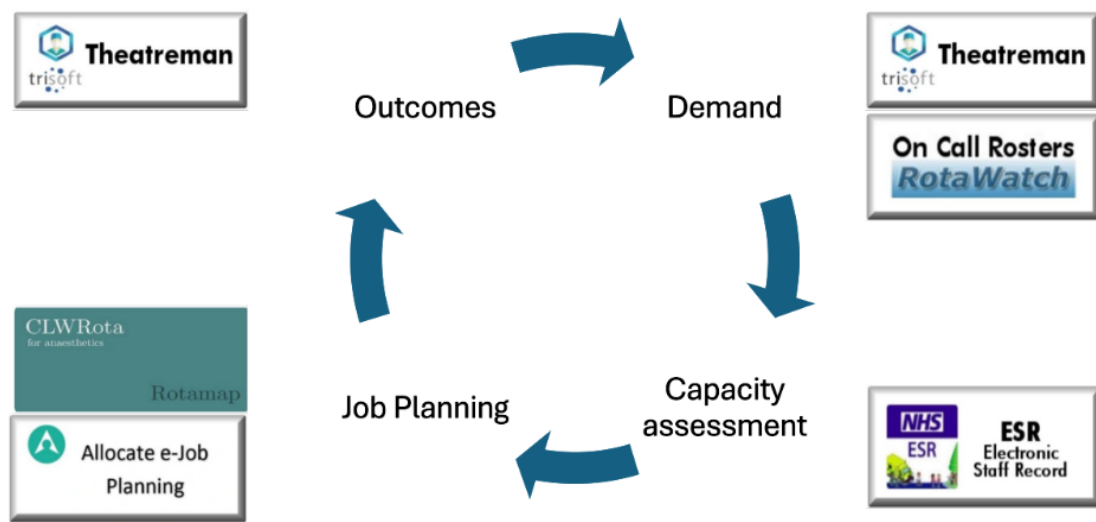 trisoft
Theatreman
Outcomes
Demand
trisoft
Theatreman
On Call Rosters
RotaWatch
CLWRota
for anaesthetics
Rotamap
Allocate e-Job
Planning
Job Planning
Capacity
assessment
NHS
ESR
ESR
Electronic
Staff Record